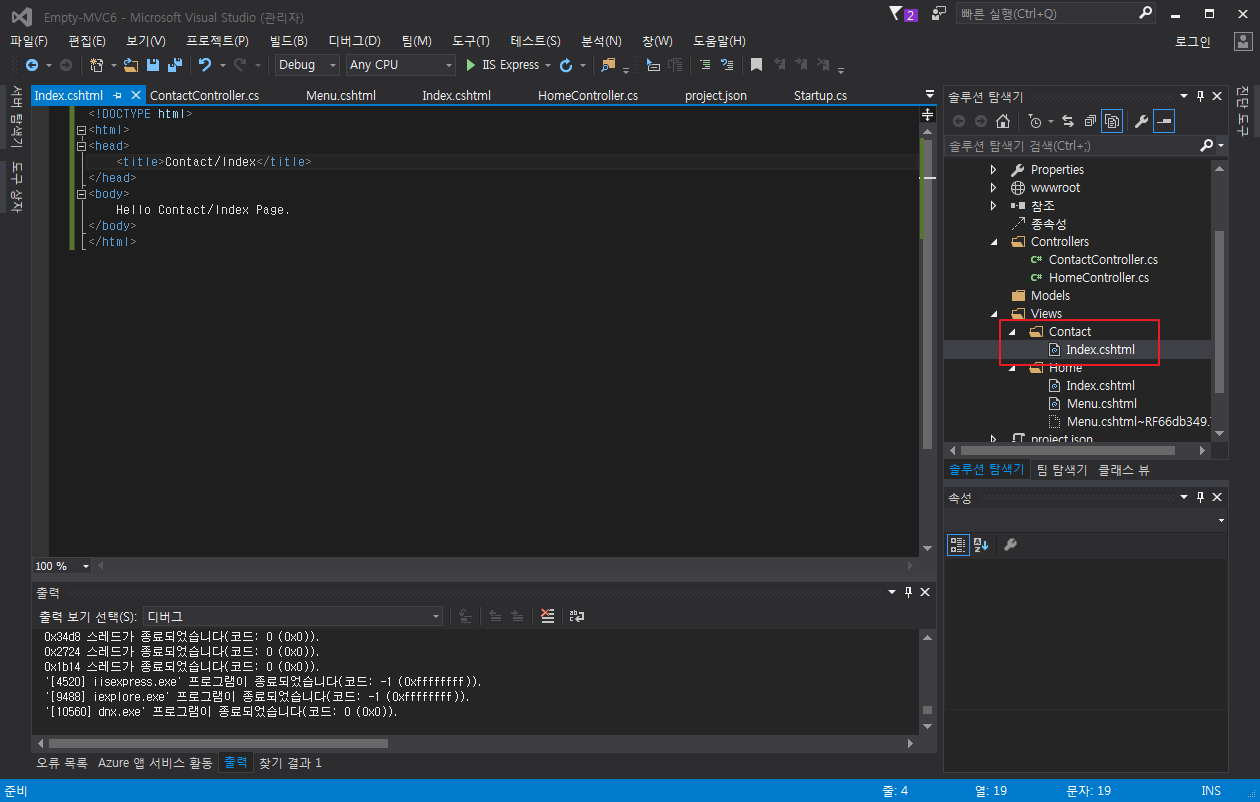 Empty-MVC6 - Microsoft Visual Studio (관리자)
2
빠른 실행(Ctrl+Q)
파일(F) 편집(E) 보기(V) 프로젝트(P) 빌드(B) 디버그(D) 팀(M) 도구(T) 테스트(S) 분석(N) 창(W) 도움말(H)
로그인
Debug Any CPU IIS Express
서버 탐색기
도구 상자
Index.cshtml ContactController.cs Menu.cshtml Index.cshtml HomeController.cs project.json Startup.cs
<!DOCTYPE html>
<html>
<head>
<title>Contact/Index</title>
</head>
<body>
Hello Contact/Index Page.
</body>
</html>
100 %
솔루션 탐색기
솔루션 탐색기 검색(Ctrl+;)
Properties
wwwroot
참조
종속성
Controllers
C# ContactController.cs
C# HomeController.cs
Models
Views
Contact
Index.cshtml
Home
Index.cshtml
Menu.cshtml
Menu.cshtml~RF66db349.
project.json
솔루션 탐색기 팀 탐색기 클래스 뷰
진단 도구
속성
출력
출력 보기 선택(S): 디버그
0x34d8 스레드가 종료되었습니다(코드: 0 (0x0)).
0x2724 스레드가 종료되었습니다(코드: 0 (0x0)).
0x1b14 스레드가 종료되었습니다(코드: 0 (0x0)).
'[4520] iisexpress.exe' 프로그램이 종료되었습니다(코드: -1 (0xffffffff)).
'[9488] iexplore.exe' 프로그램이 종료되었습니다(코드: -1 (0xffffffff)).
'[10560] dnx.exe' 프로그램이 종료되었습니다(코드: 0 (0x0)).
오류 목록 Azure 앱 서비스 활동 출력 찾기 결과 1
준비 줄: 4 열: 19 문자: 19 INS